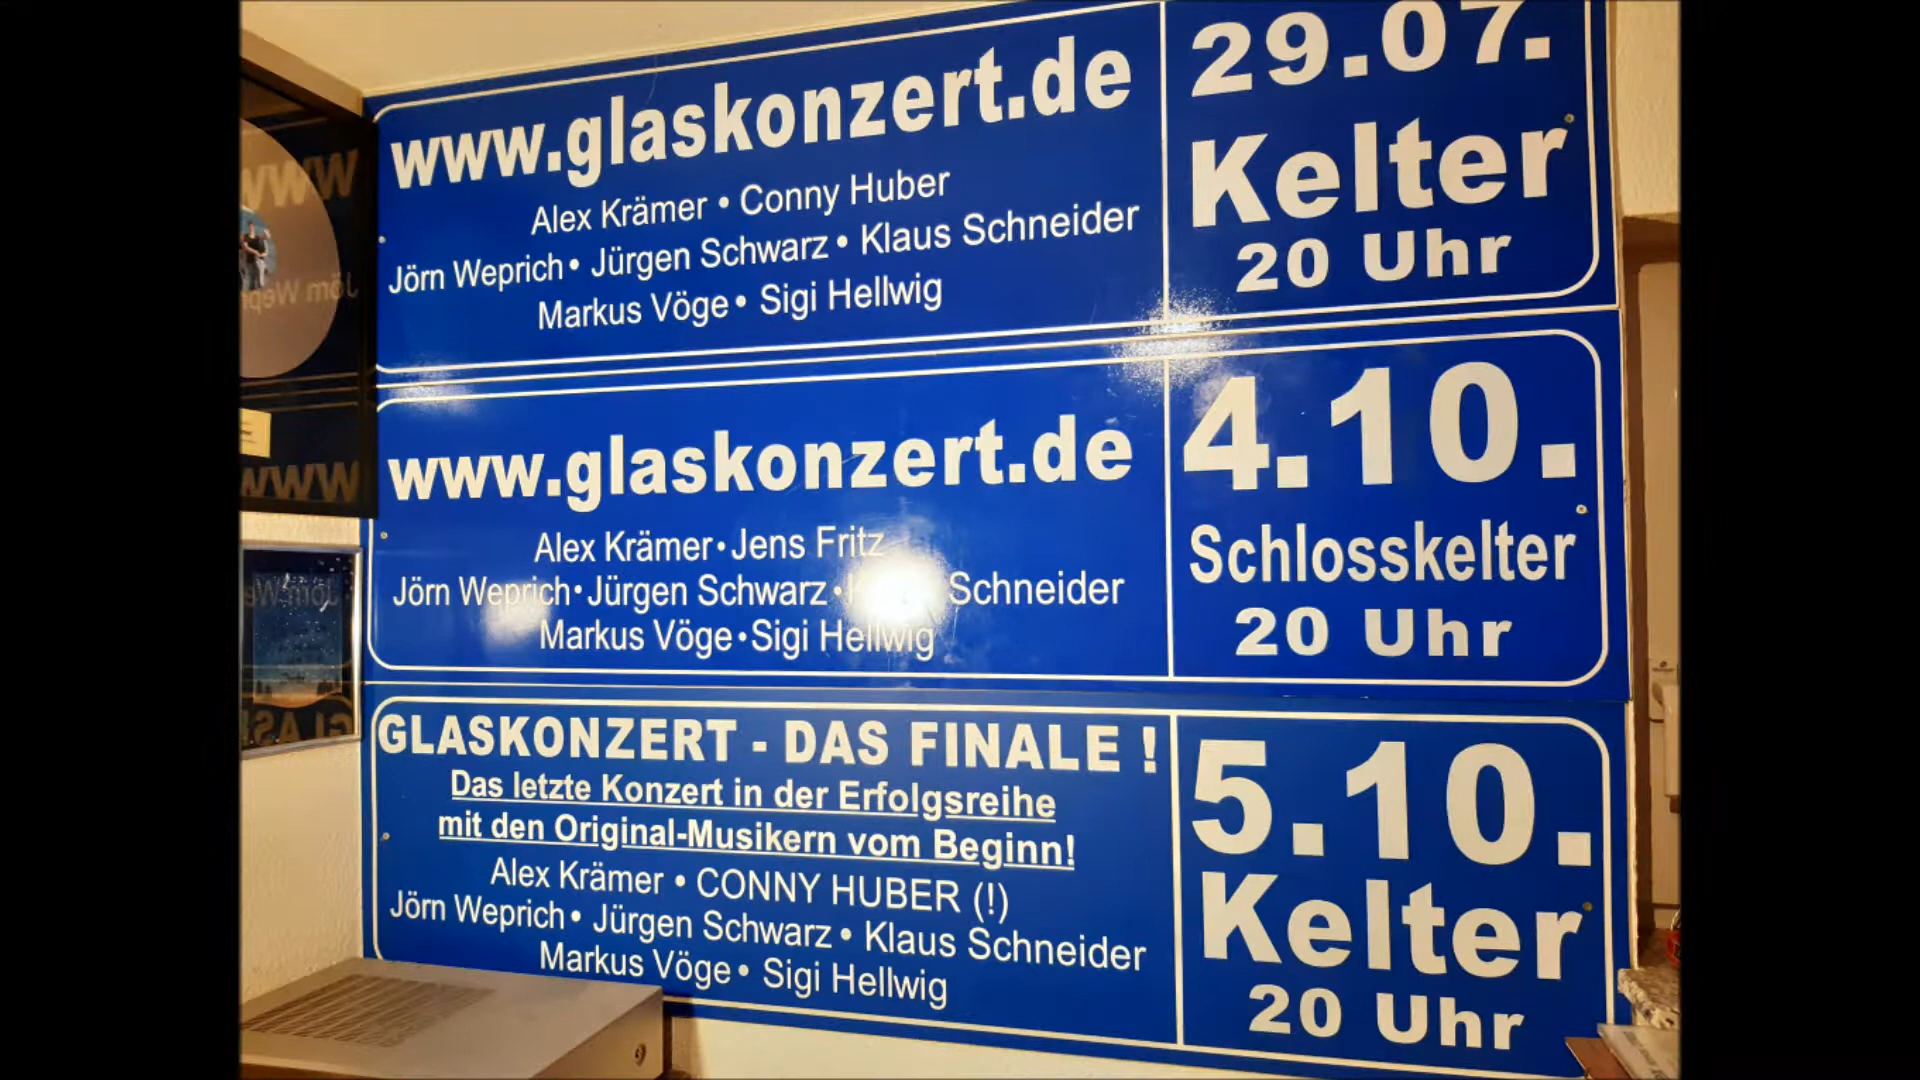 www.glaskonzert.de
Alex Krämer • Conny Huber
Jörn Weprich • Jürgen Schwarz • Klaus Schneider
Markus Vöge • Sigi Hellwig
29.07.
Kelter
20 Uhr
www.glaskonzert.de
Alex Krämer • Jens Fritz
Jörn Weprich • Jürgen Schwarz • Schneider
Markus Vöge • Sigi Hellwig
4.10.
Schlosskelter
20 Uhr
GLASKONZERT - DAS FINALE !
Das letzte Konzert in der Erfolgsreihe
mit den Original-Musikern vom Beginn!
Alex Krämer • CONNY HUBER (!)
Jörn Weprich • Jürgen Schwarz • Klaus Schneider
Markus Vöge • Sigi Hellwig
5.10.
Kelter
20 Uhr